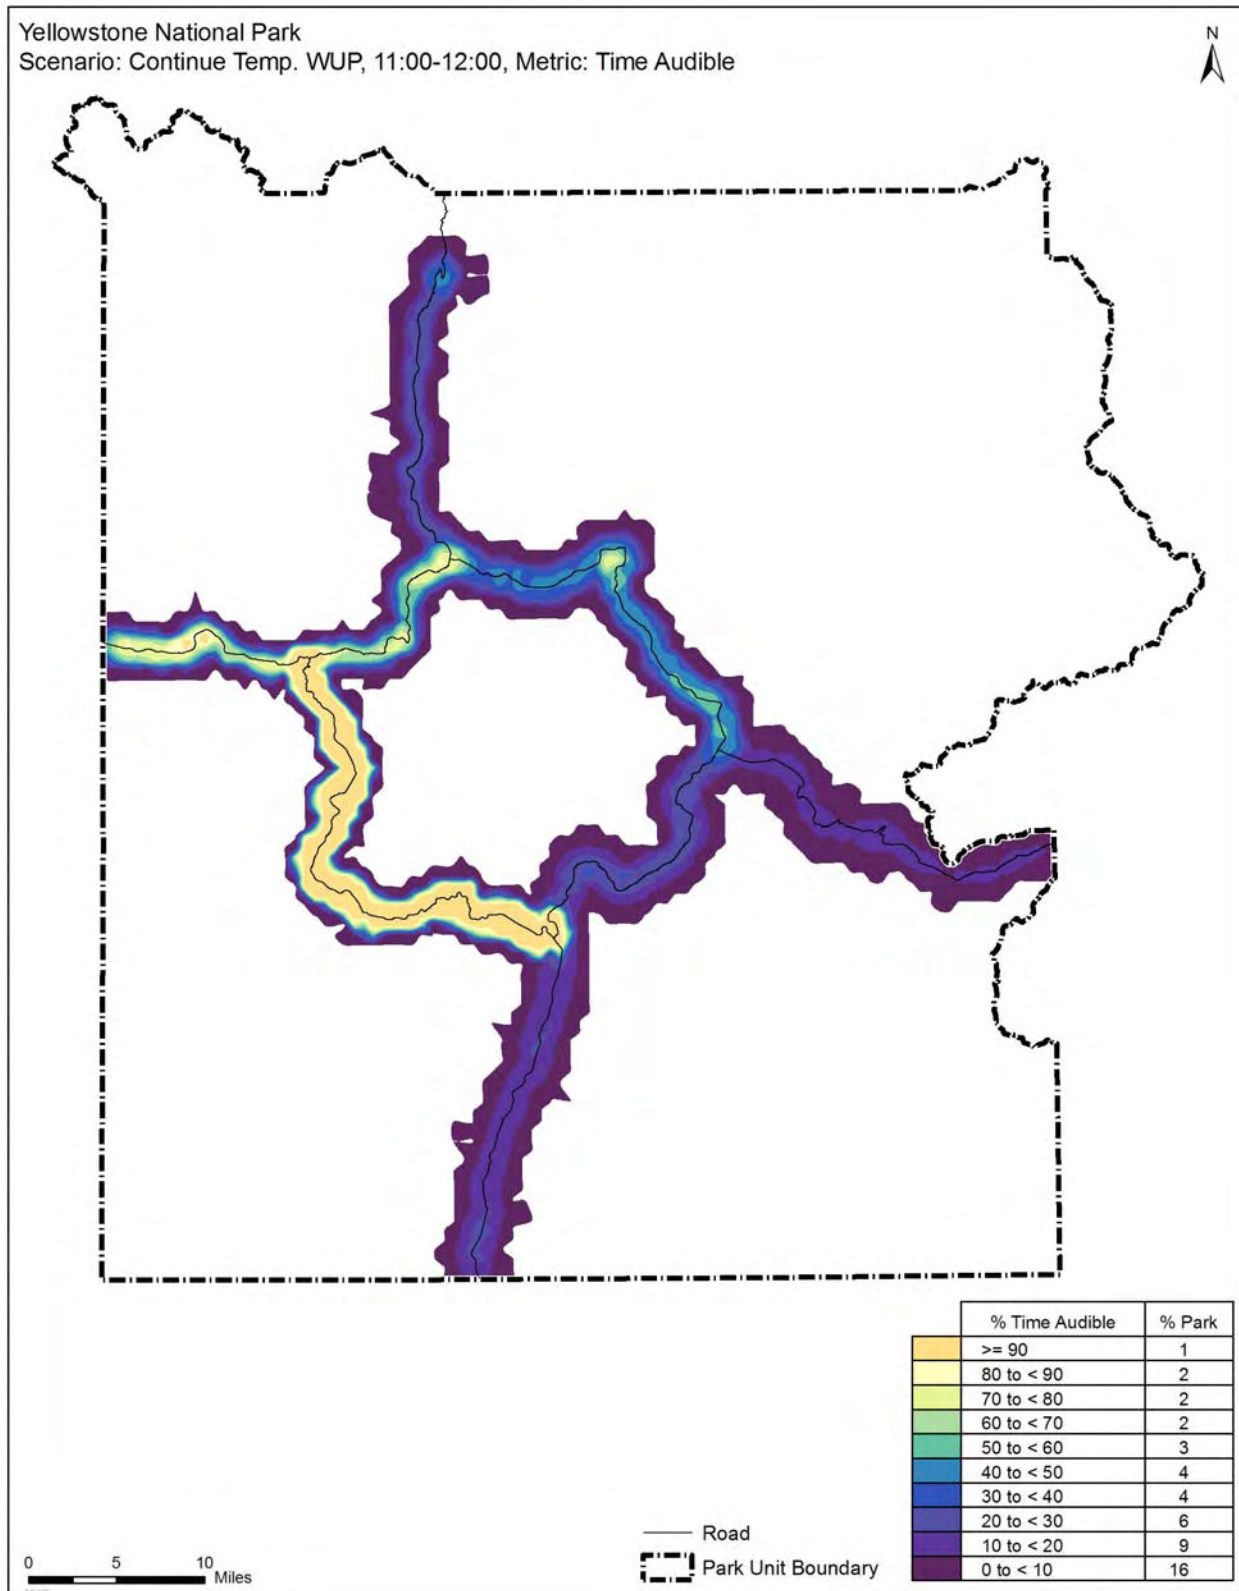 Yellowstone National Park
Scenario: Continue Temp. WUP, 11:00-12:00, Metric: Time Audible
N
% Time Audible % Park
>= 90 1
80 to < 90 2
70 to < 80 2
60 to < 70 2
50 to < 60 3
40 to < 50 4
30 to < 40 4
20 to < 30 6
10 to < 20 9
0 to < 10 16
Road
Park Unit Boundary
0 5 10
Miles